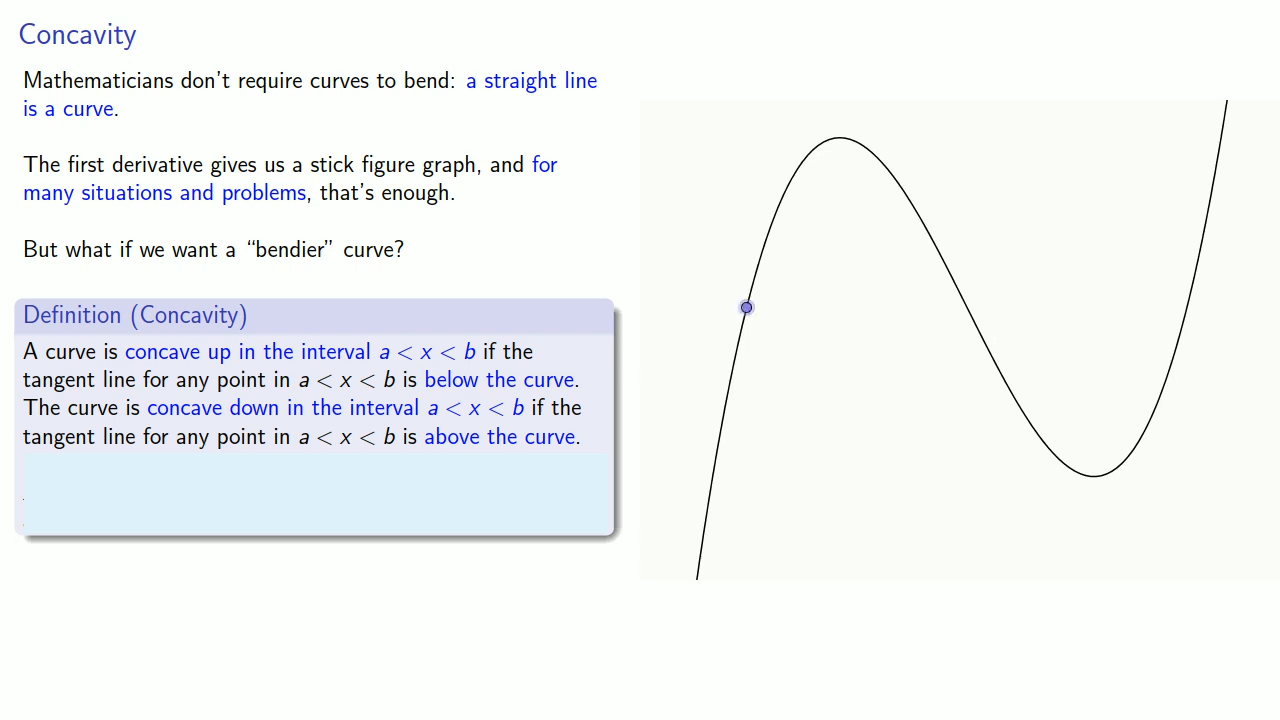 Concavity
Mathematicians don't require curves to bend: a straight line
is a curve.
The first derivative gives us a stick figure graph, and for
many situations and problems, that's enough.
But what if we want a “bendier” curve?
Definition (Concavity)
A curve is concave up in the interval a < x < b if the
tangent line for any point in a < x < b is below the curve.
The curve is concave down in the interval a < x < b if the
tangent line for any point in a < x < b is above the curve.